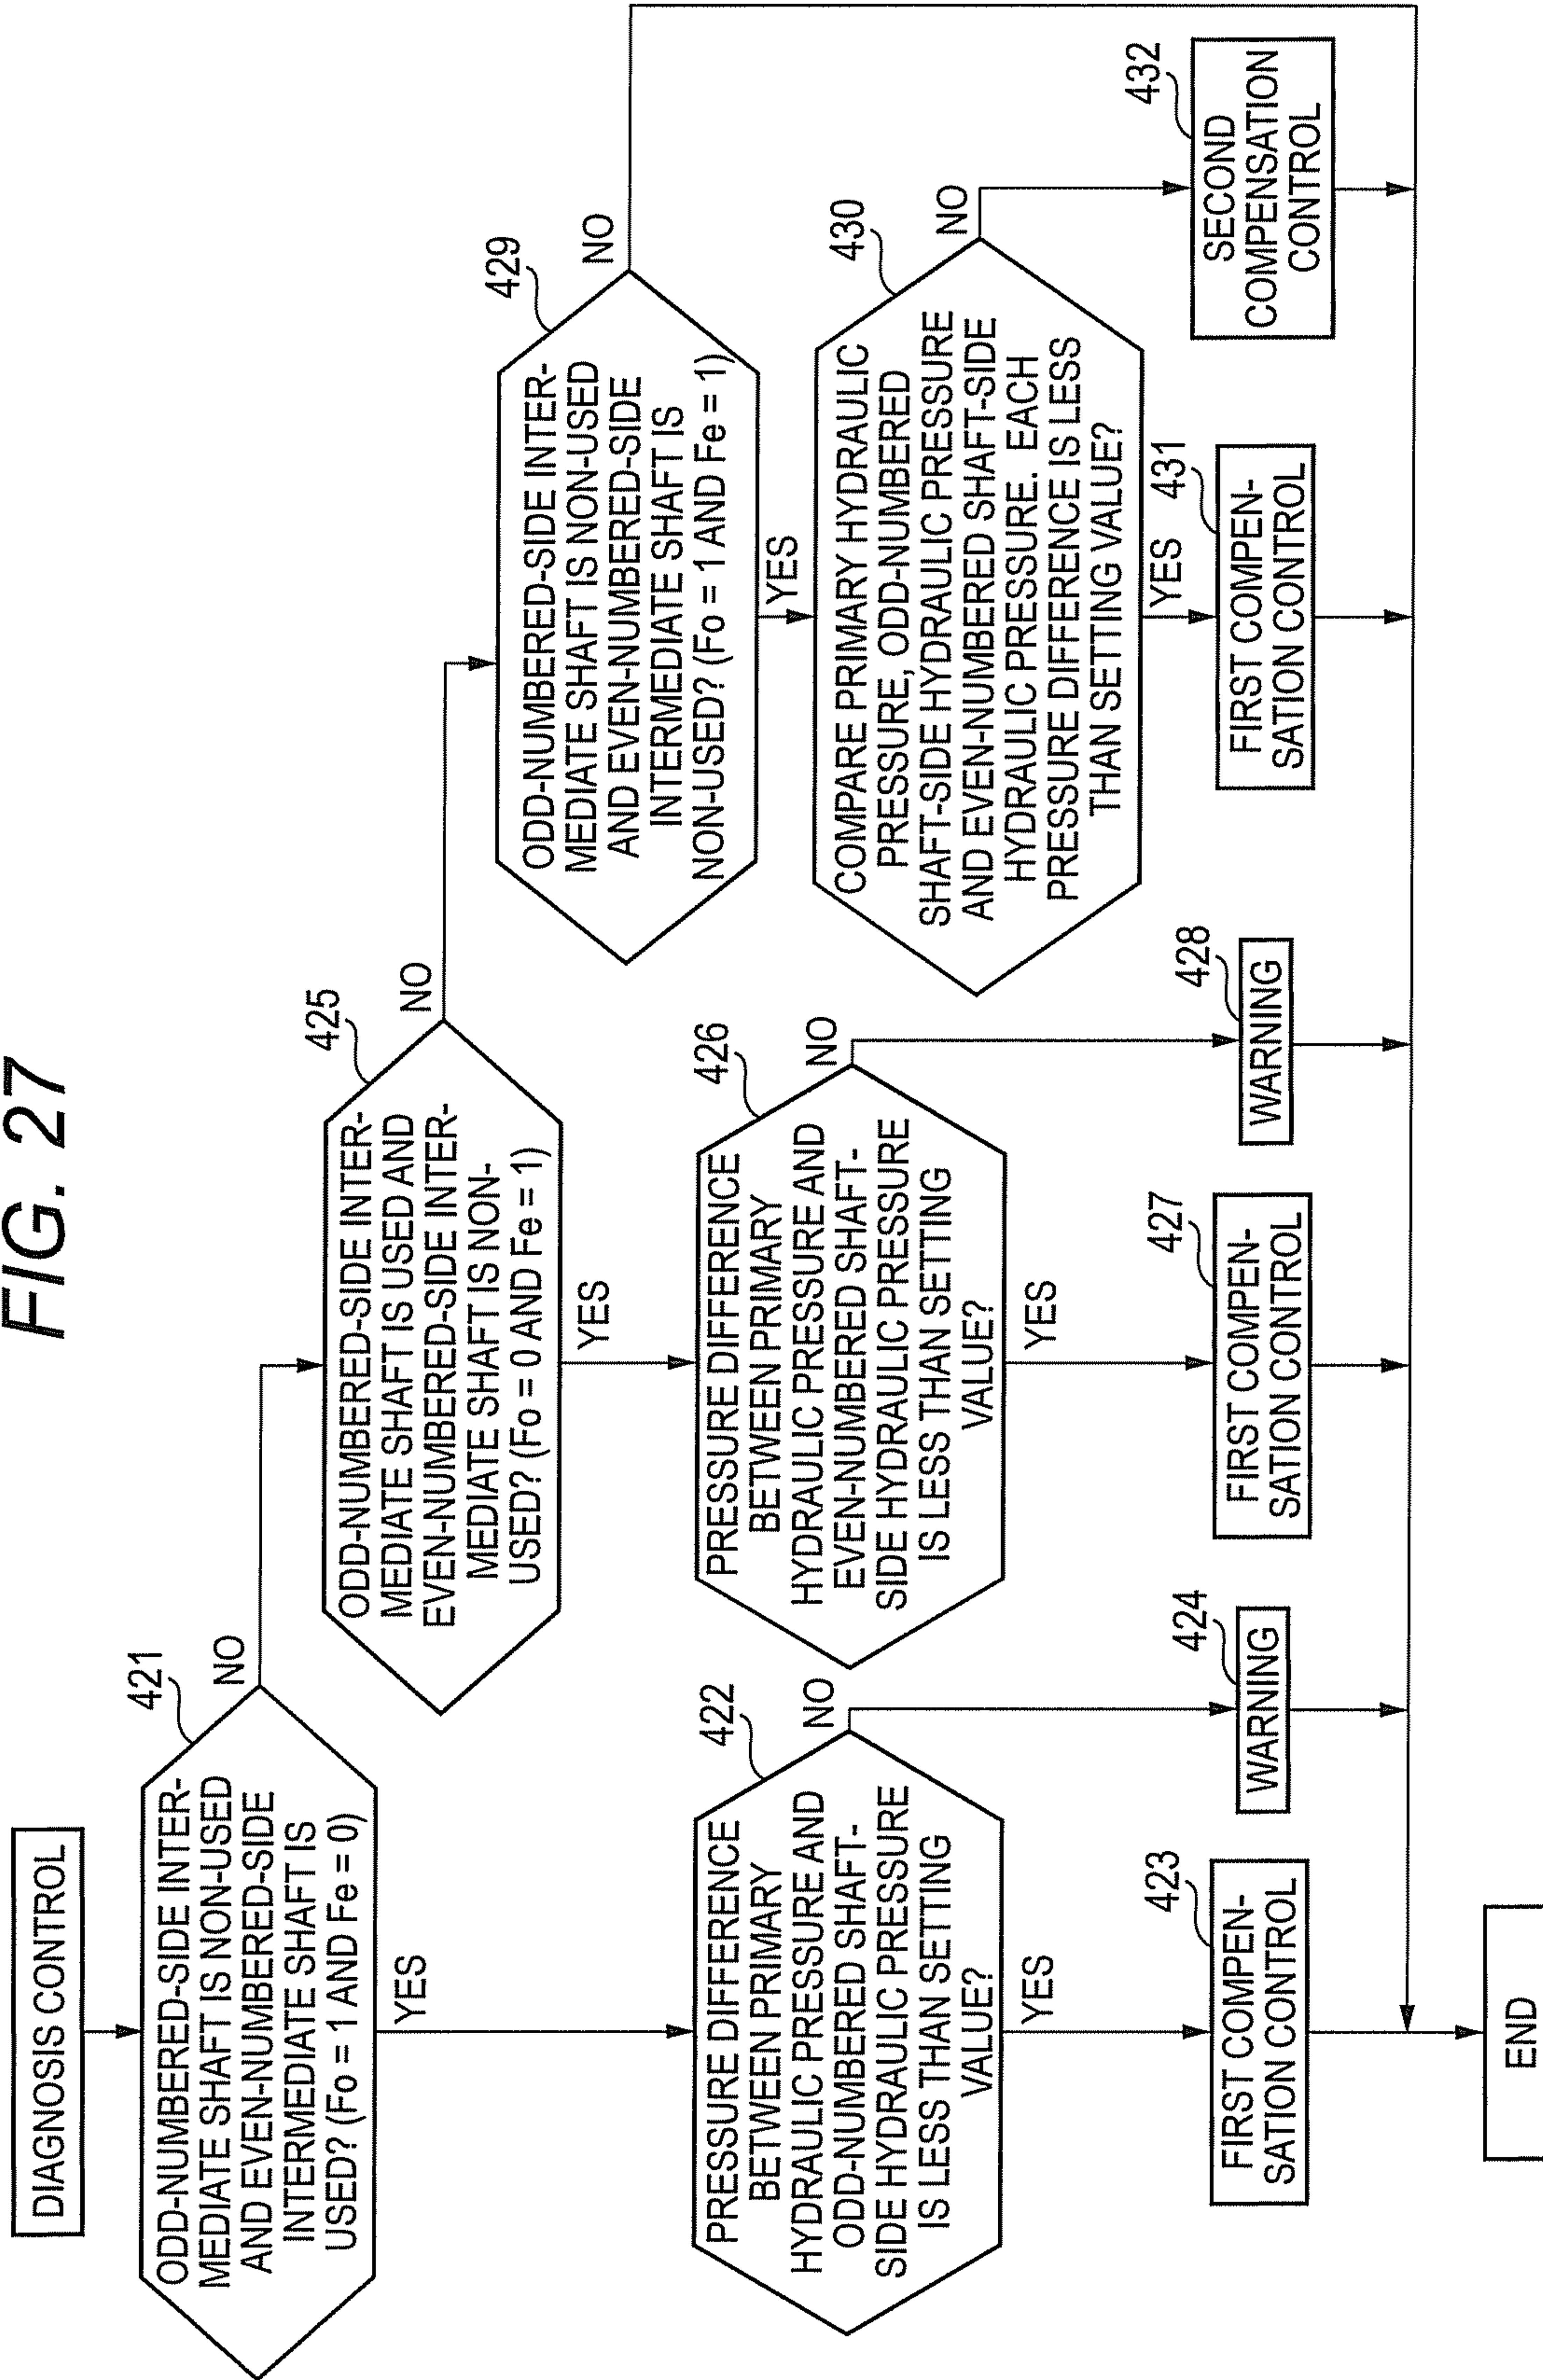 FIG. 27
DIAGNOSIS CONTROL
421
ODD-NUMBERED-SIDE INTER-
MEDIATE SHAFT IS NON-USED
AND EVEN-NUMBERED-SIDE
INTERMEDIATE SHAFT IS
USED? (Fo = 1 AND Fe = 0)
NO
YES
422
PRESSURE DIFFERENCE
BETWEEN PRIMARY
HYDRAULIC PRESSURE AND
ODD-NUMBERED SHAFT-
SIDE HYDRAULIC PRESSURE
IS LESS THAN SETTING
VALUE?
NO
YES
423
FIRST COMPEN-
SATION CONTROL
424
WARNING
425
ODD-NUMBERED-SIDE INTER-
MEDIATE SHAFT IS USED AND
EVEN-NUMBERED-SIDE INTER-
MEDIATE SHAFT IS NON-
USED? (Fo = 0 AND Fe = 1)
NO
YES
426
PRESSURE DIFFERENCE
BETWEEN PRIMARY
HYDRAULIC PRESSURE AND
EVEN-NUMBERED SHAFT-
SIDE HYDRAULIC PRESSURE
IS LESS THAN SETTING
VALUE?
NO
YES
427
FIRST COMPEN-
SATION CONTROL
428
WARNING
429
ODD-NUMBERED-SIDE INTER-
MEDIATE SHAFT IS NON-USED
AND EVEN-NUMBERED-SIDE
INTERMEDIATE SHAFT IS
NON-USED? (Fo = 1 AND Fe = 1)
NO
YES
430
COMPARE PRIMARY HYDRAULIC
PRESSURE, ODD-NUMBERED
SHAFT-SIDE HYDRAULIC PRESSURE
AND EVEN-NUMBERED SHAFT-SIDE
HYDRAULIC PRESSURE. EACH
PRESSURE DIFFERENCE IS LESS
THAN SETTING VALUE?
NO
YES
431
FIRST COMPEN-
SATION CONTROL
432
SECOND
COMPENSATION
CONTROL
END